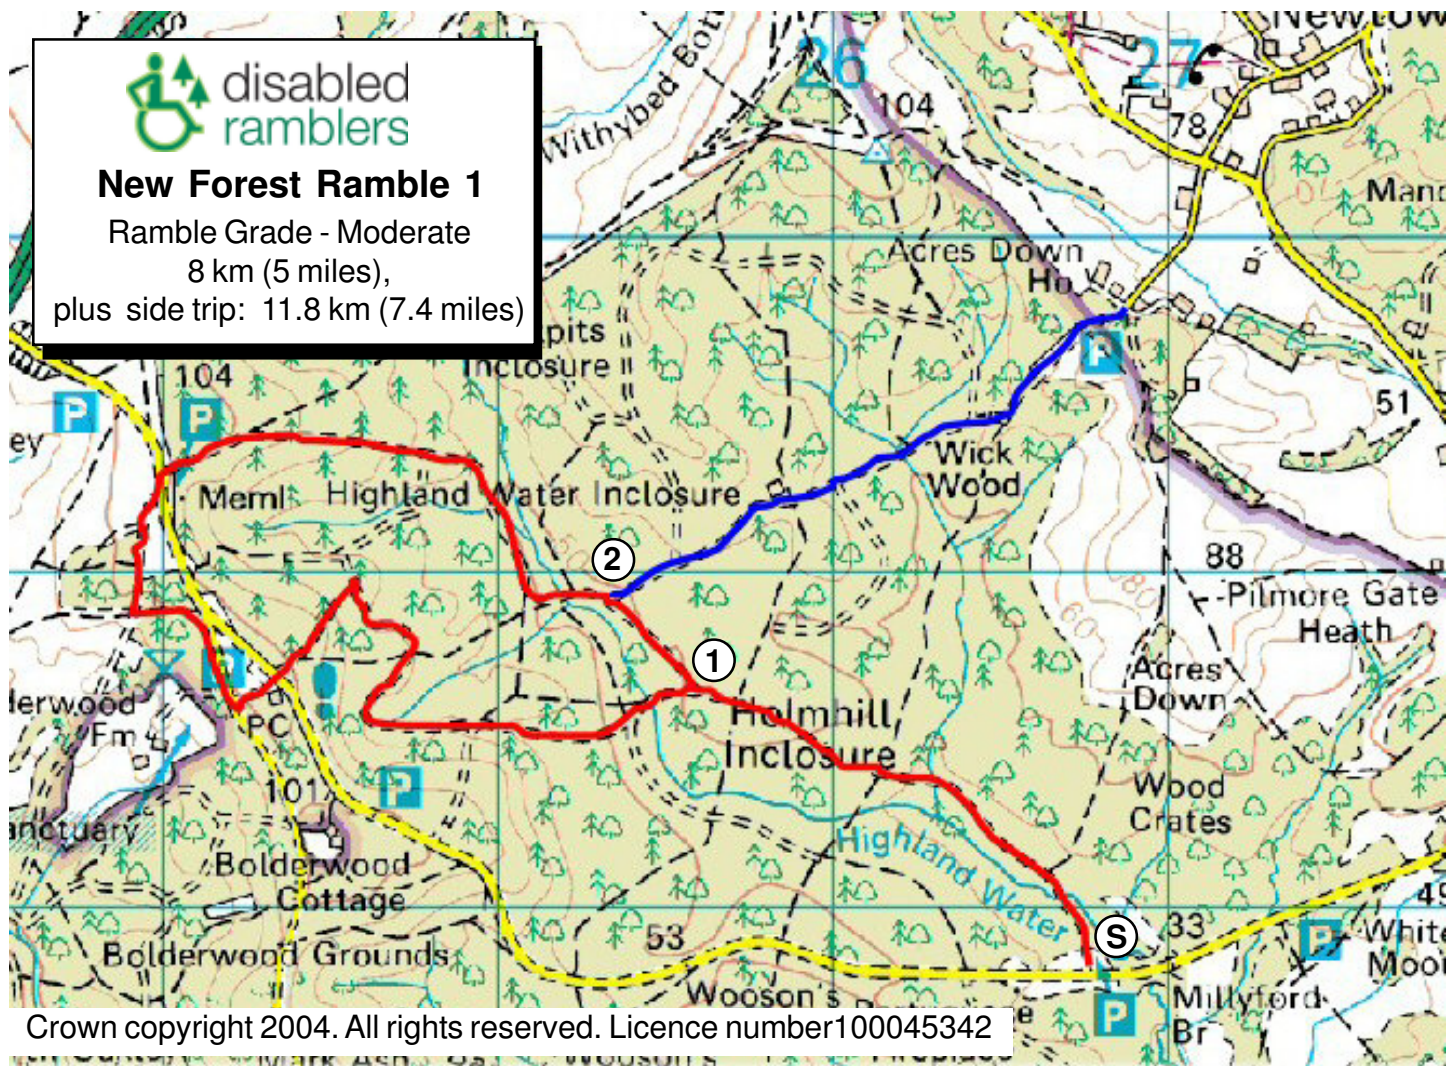 disabled
ramblers
New Forest Ramble 1
Ramble Grade - Moderate
8 km (5 miles),
plus side trip: 11.8 km (7.4 miles)
26
27
Withybed
104
78
Acres Down
Ho
P
Inclosure
104
P
P
51
Meml
Highland Water Inclosure
Wick
Wood
2
88
Pilmore Gate
Heath
1
P
Acres
Down
Fm
PC
Holmhill
Inclosure
101
P
Wood
Crates
Highland Water
Bolderwood
Cottage
S
33
49
P
53
Bolderwood Grounds
Wooson's
P
Millyford
Br
Crown copyright 2004. All rights reserved. Licence number100045342